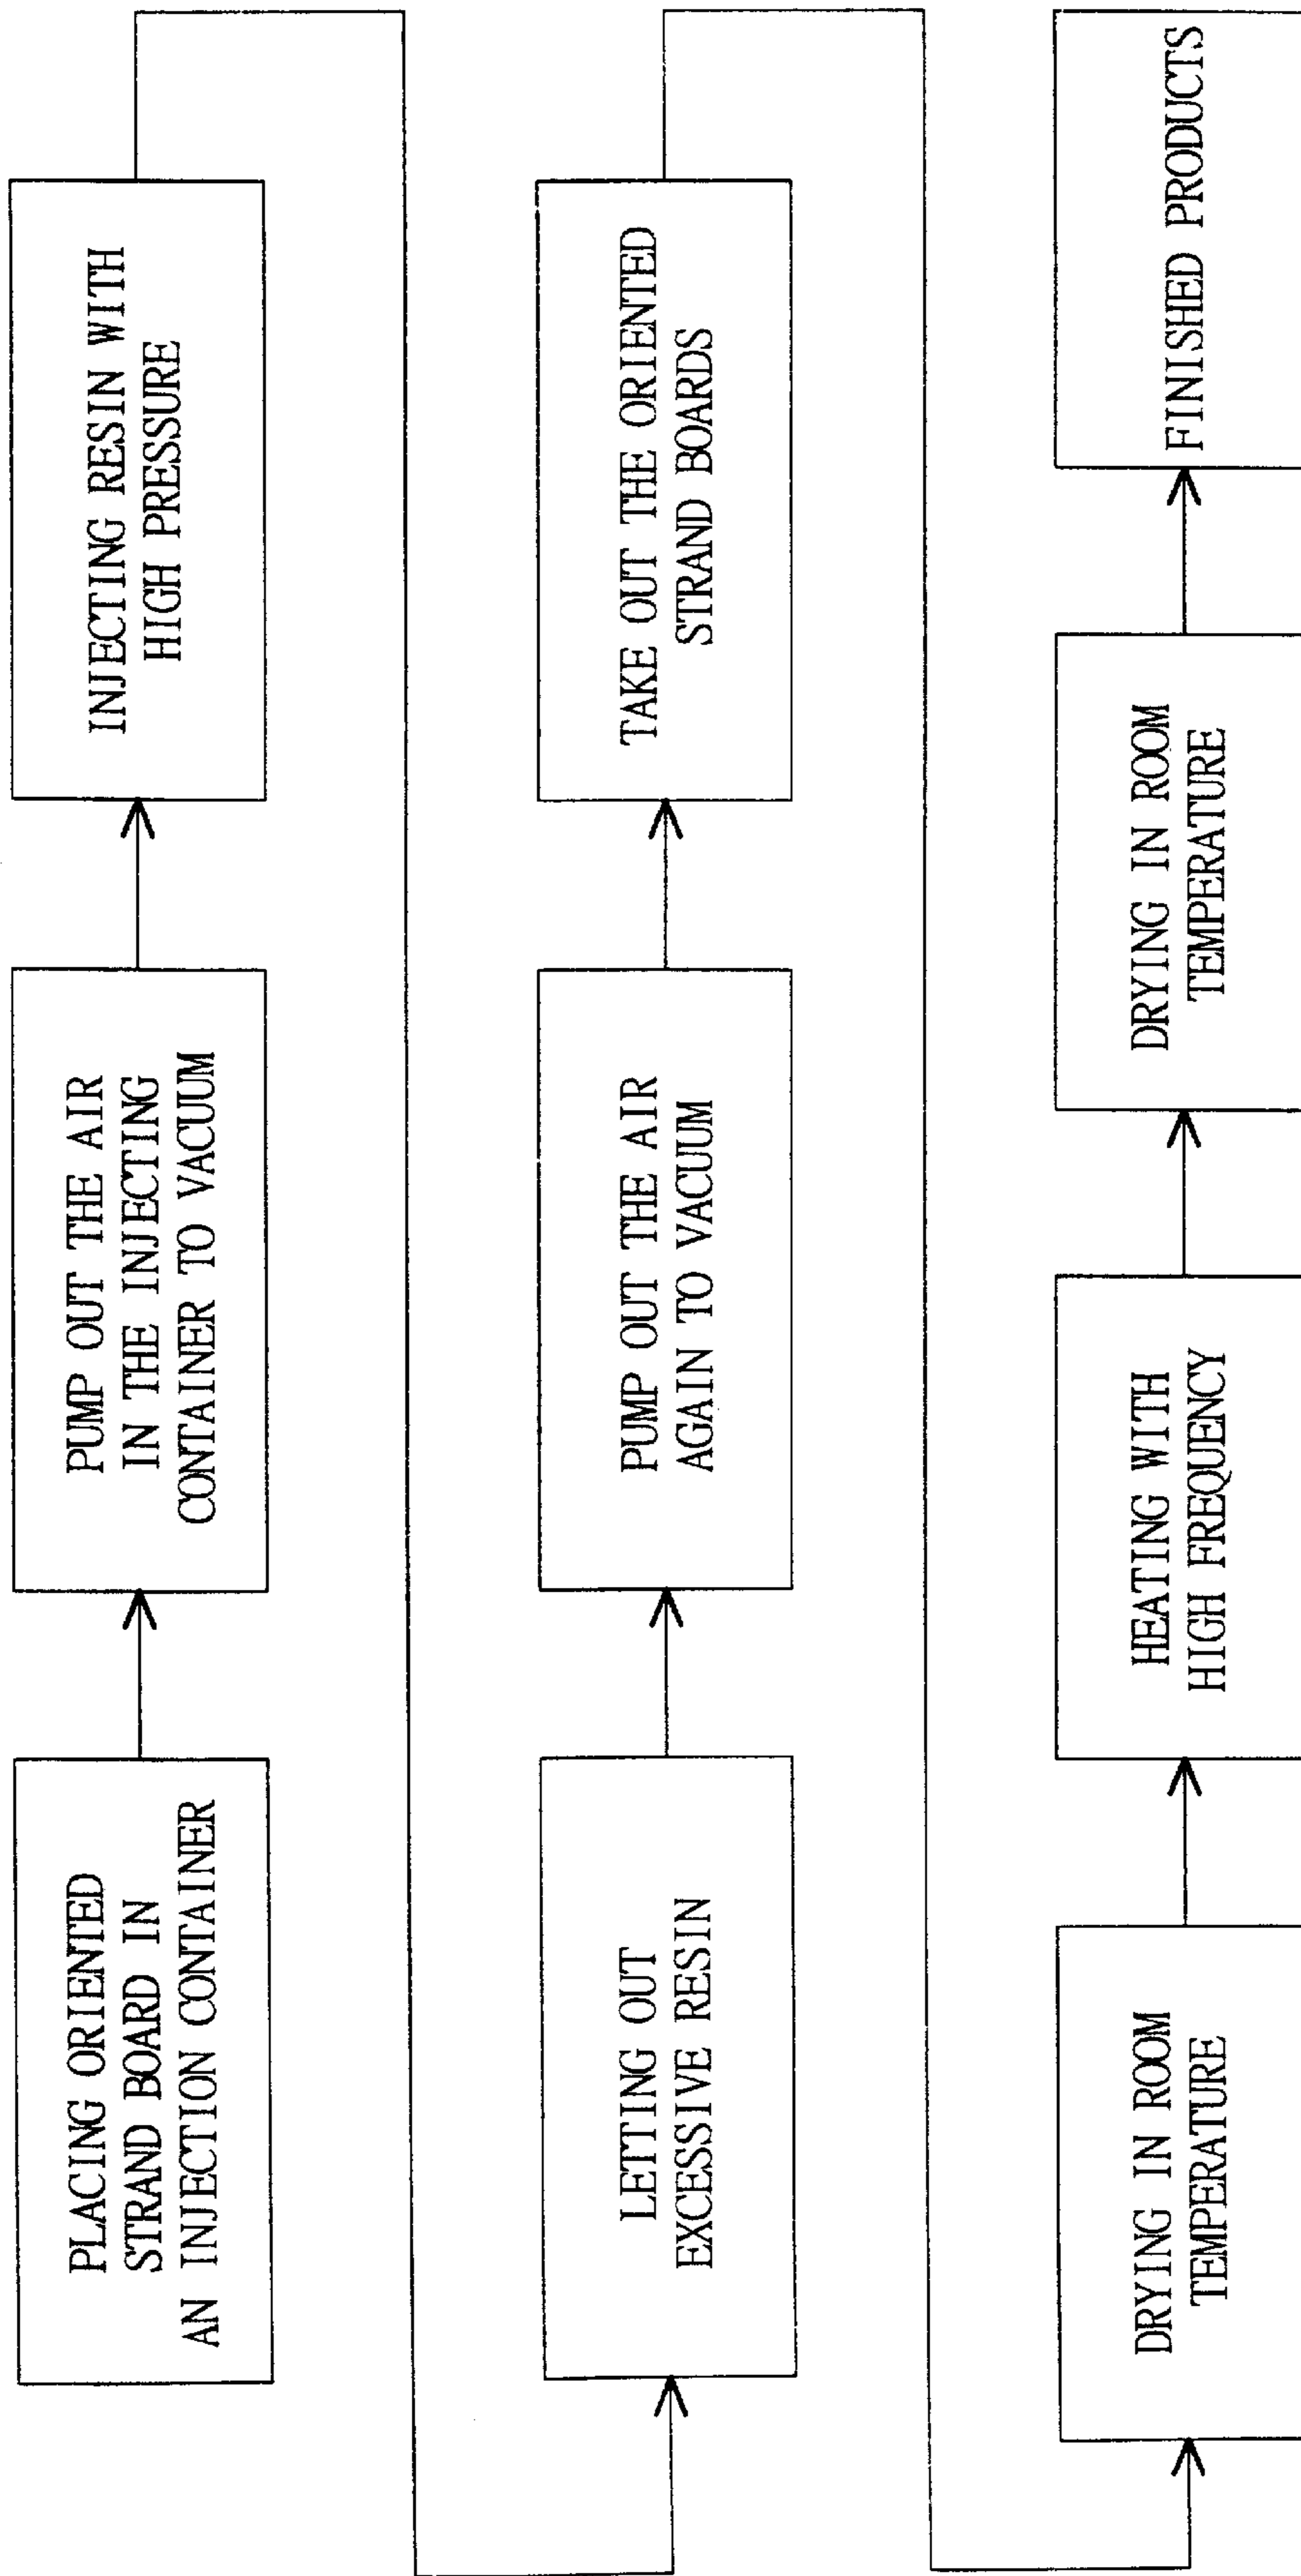 PLACING ORIENTED
STRAND BOARD IN
AN INJECTION CONTAINER
PUMP OUT THE AIR
IN THE INJECTING
CONTAINER TO VACUUM
INJECTING RESIN WITH
HIGH PRESSURE
LETTING OUT
EXCESSIVE RESIN
PUMP OUT THE AIR
AGAIN TO VACUUM
TAKE OUT THE ORIENTED
STRAND BOARDS
DRYING IN ROOM
TEMPERATURE
HEATING WITH
HIGH FREQUENCY
DRYING IN ROOM
TEMPERATURE
FINISHED PRODUCTS